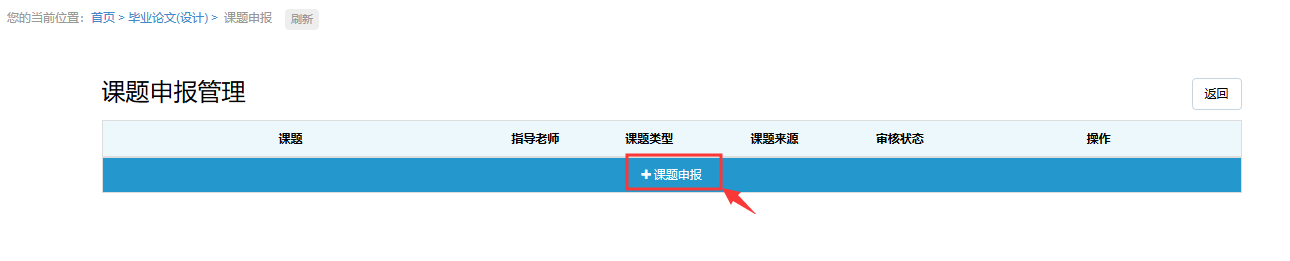 您的当前位置：首页 > 毕业论文(设计) > 课题申报 刷新
课题申报管理
返回
课题 指导老师 课题类型 课题来源 审核状态 操作
+课题申报